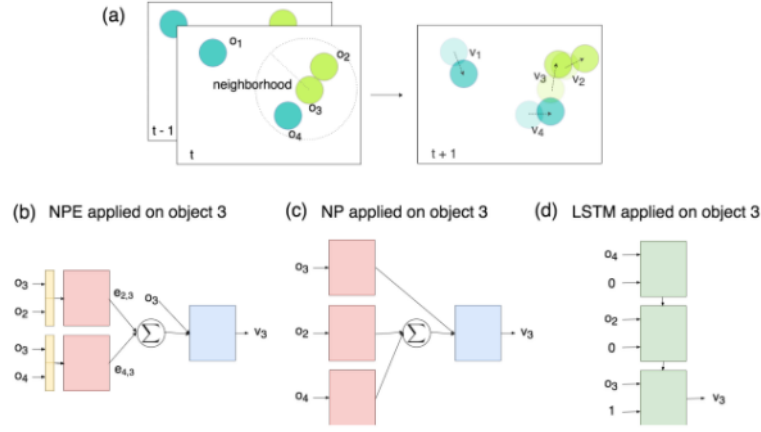 (a)
o1
o2
neighborhood
o3
o4
t - 1
t
v1
v3
v2
v4
t + 1
(b) NPE applied on object 3
(c) NP applied on object 3
(d) LSTM applied on object 3
o3
o2
e2,3
o3
Σ
v3
o3
o4
e4,3
o3
o2
Σ
v3
o4
o4
0
o2
0
o3
1
v3